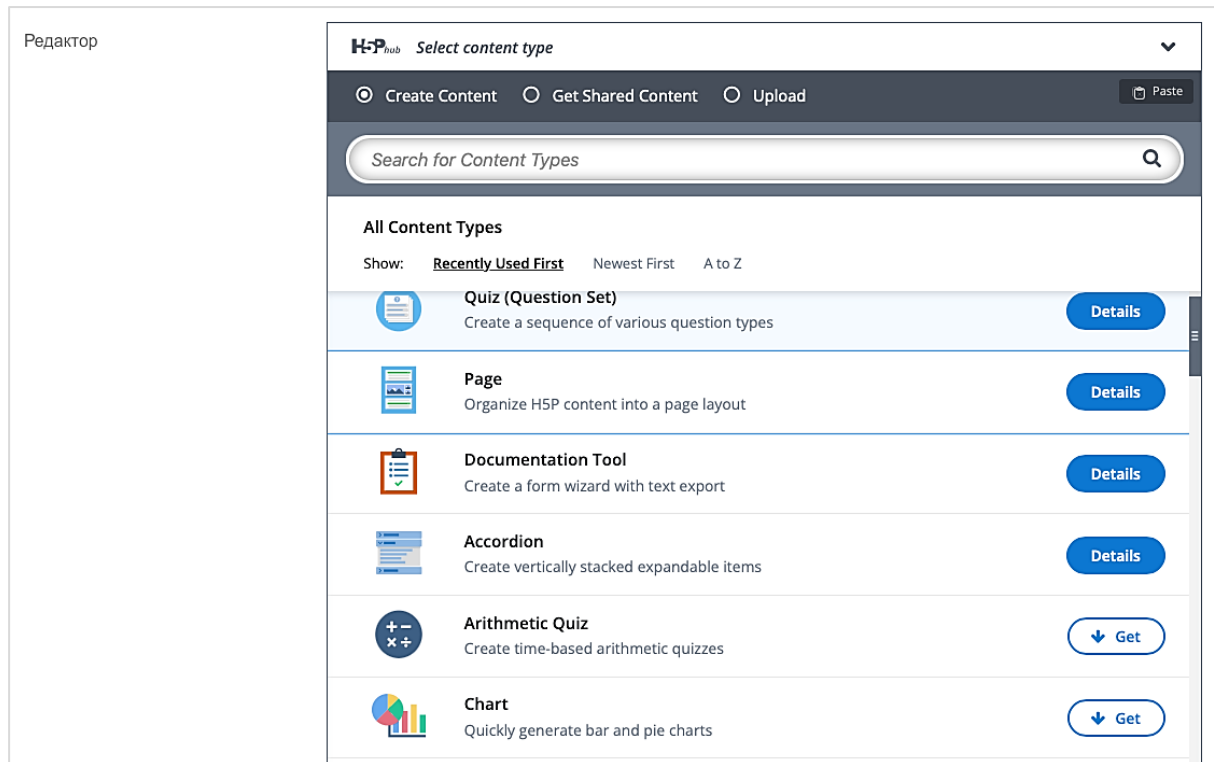 Редактор
H5P hub Select content type
Create Content Get Shared Content Upload Paste
Search for Content Types
All Content Types
Show: Recently Used First Newest First A to Z
Quiz (Question Set)
Create a sequence of various question types
Details
Page
Organize H5P content into a page layout
Details
Documentation Tool
Create a form wizard with text export
Details
Accordion
Create vertically stacked expandable items
Details
Arithmetic Quiz
Create time-based arithmetic quizzes
Get
Chart
Quickly generate bar and pie charts
Get